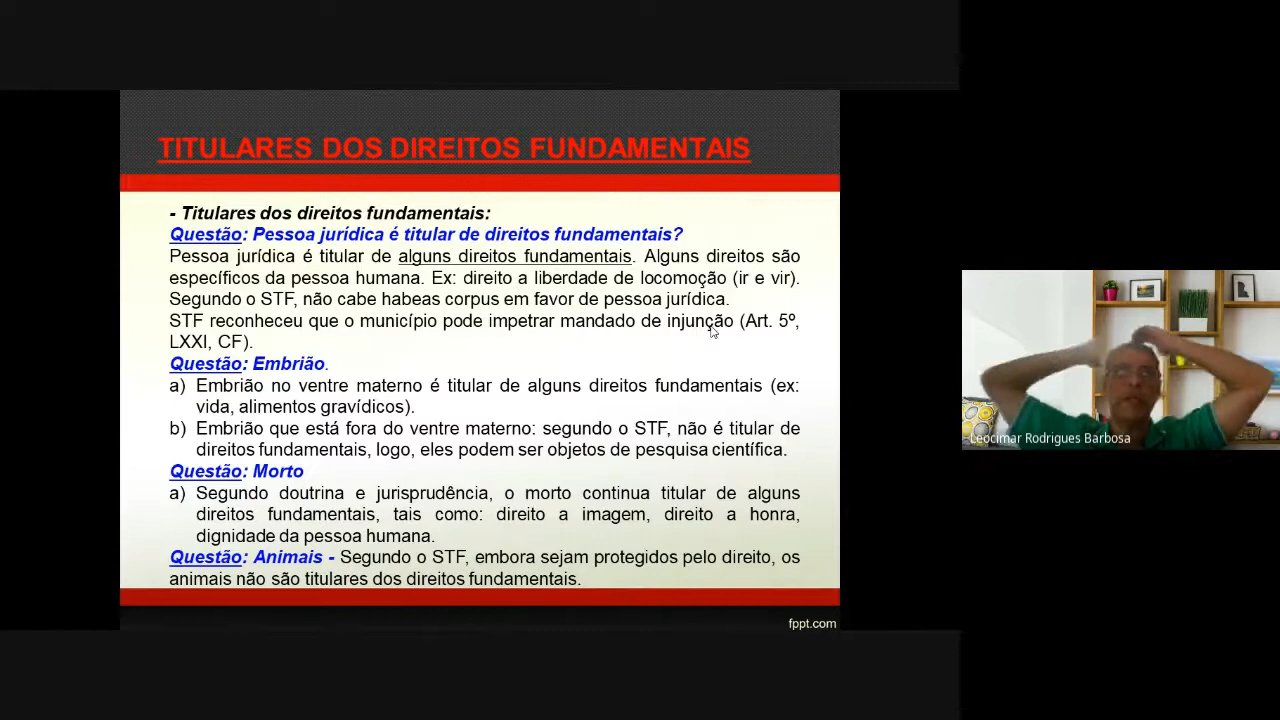 TITULARES DOS DIREITOS FUNDAMENTAIS
- Titulares dos direitos fundamentais:
Questão: Pessoa jurídica é titular de direitos fundamentais?
Pessoa jurídica é titular de alguns direitos fundamentais. Alguns direitos são
específicos da pessoa humana. Ex: direito a liberdade de locomoção (ir e vir).
Segundo o STF, não cabe habeas corpus em favor de pessoa jurídica.
STF reconheceu que o município pode impetrar mandado de injunção (Art. 5º,
LXXI, CF).
Questão: Embrião.
a) Embrião no ventre materno é titular de alguns direitos fundamentais (ex:
vida, alimentos gravídicos).
b) Embrião que está fora do ventre materno: segundo o STF, não é titular de
direitos fundamentais, logo, eles podem ser objetos de pesquisa científica.
Questão: Morto
a) Segundo doutrina e jurisprudência, o morto continua titular de alguns
direitos fundamentais, tais como: direito a imagem, direito a honra,
dignidade da pessoa humana.
Questão: Animais - Segundo o STF, embora sejam protegidos pelo direito, os
animais não são titulares dos direitos fundamentais.
fppt.com
Leocimar Rodrigues Barbosa